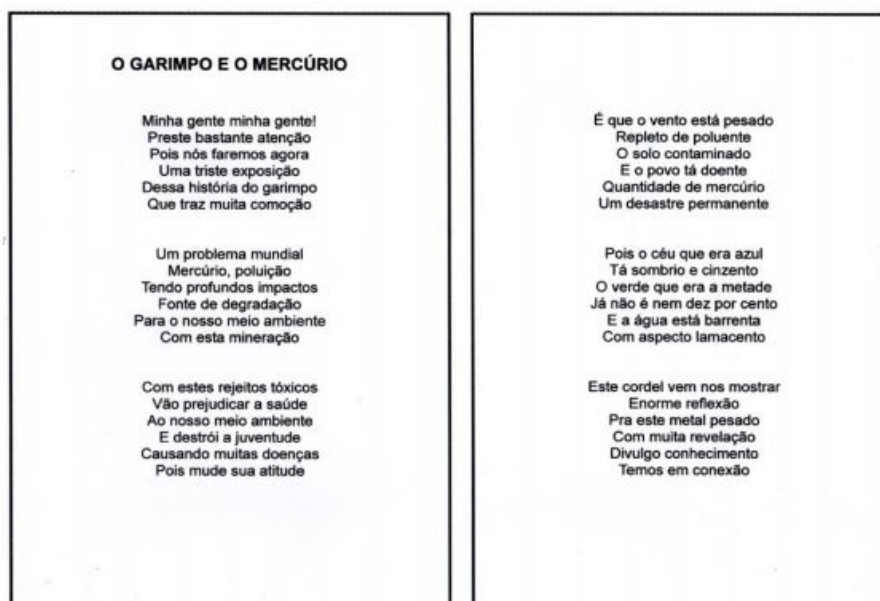 O GARIMPO E O MERCÚRIO
Minha gente minha gente!
Preste bastante atenção
Pois nós faremos agora
Uma triste exposição
Dessa história do garimpo
Que traz muita comoção
Um problema mundial
Mercúrio, poluição
Tendo profundos impactos
Fonte de degradação
Para o nosso meio ambiente
Com esta mineração
Com estes rejeitos tóxicos
Vão prejudicar a saúde
Ao nosso meio ambiente
E destrói a juventude
Causando muitas doenças
Pois mude sua atitude
É que o vento está pesado
Repleto de poluente
O solo contaminado
E o povo tá doente
Quantidade de mercúrio
Um desastre permanente
Pois o céu que era azul
Tá sombrio e cinzento
O verde que era a metade
Já não é nem dez por cento
E a água está barrenta
Com aspecto lamacento
Este cordel vem nos mostrar
Enorme reflexão
Pra este metal pesado
Com muita revelação
Divulgo conhecimento
Temos em conexão